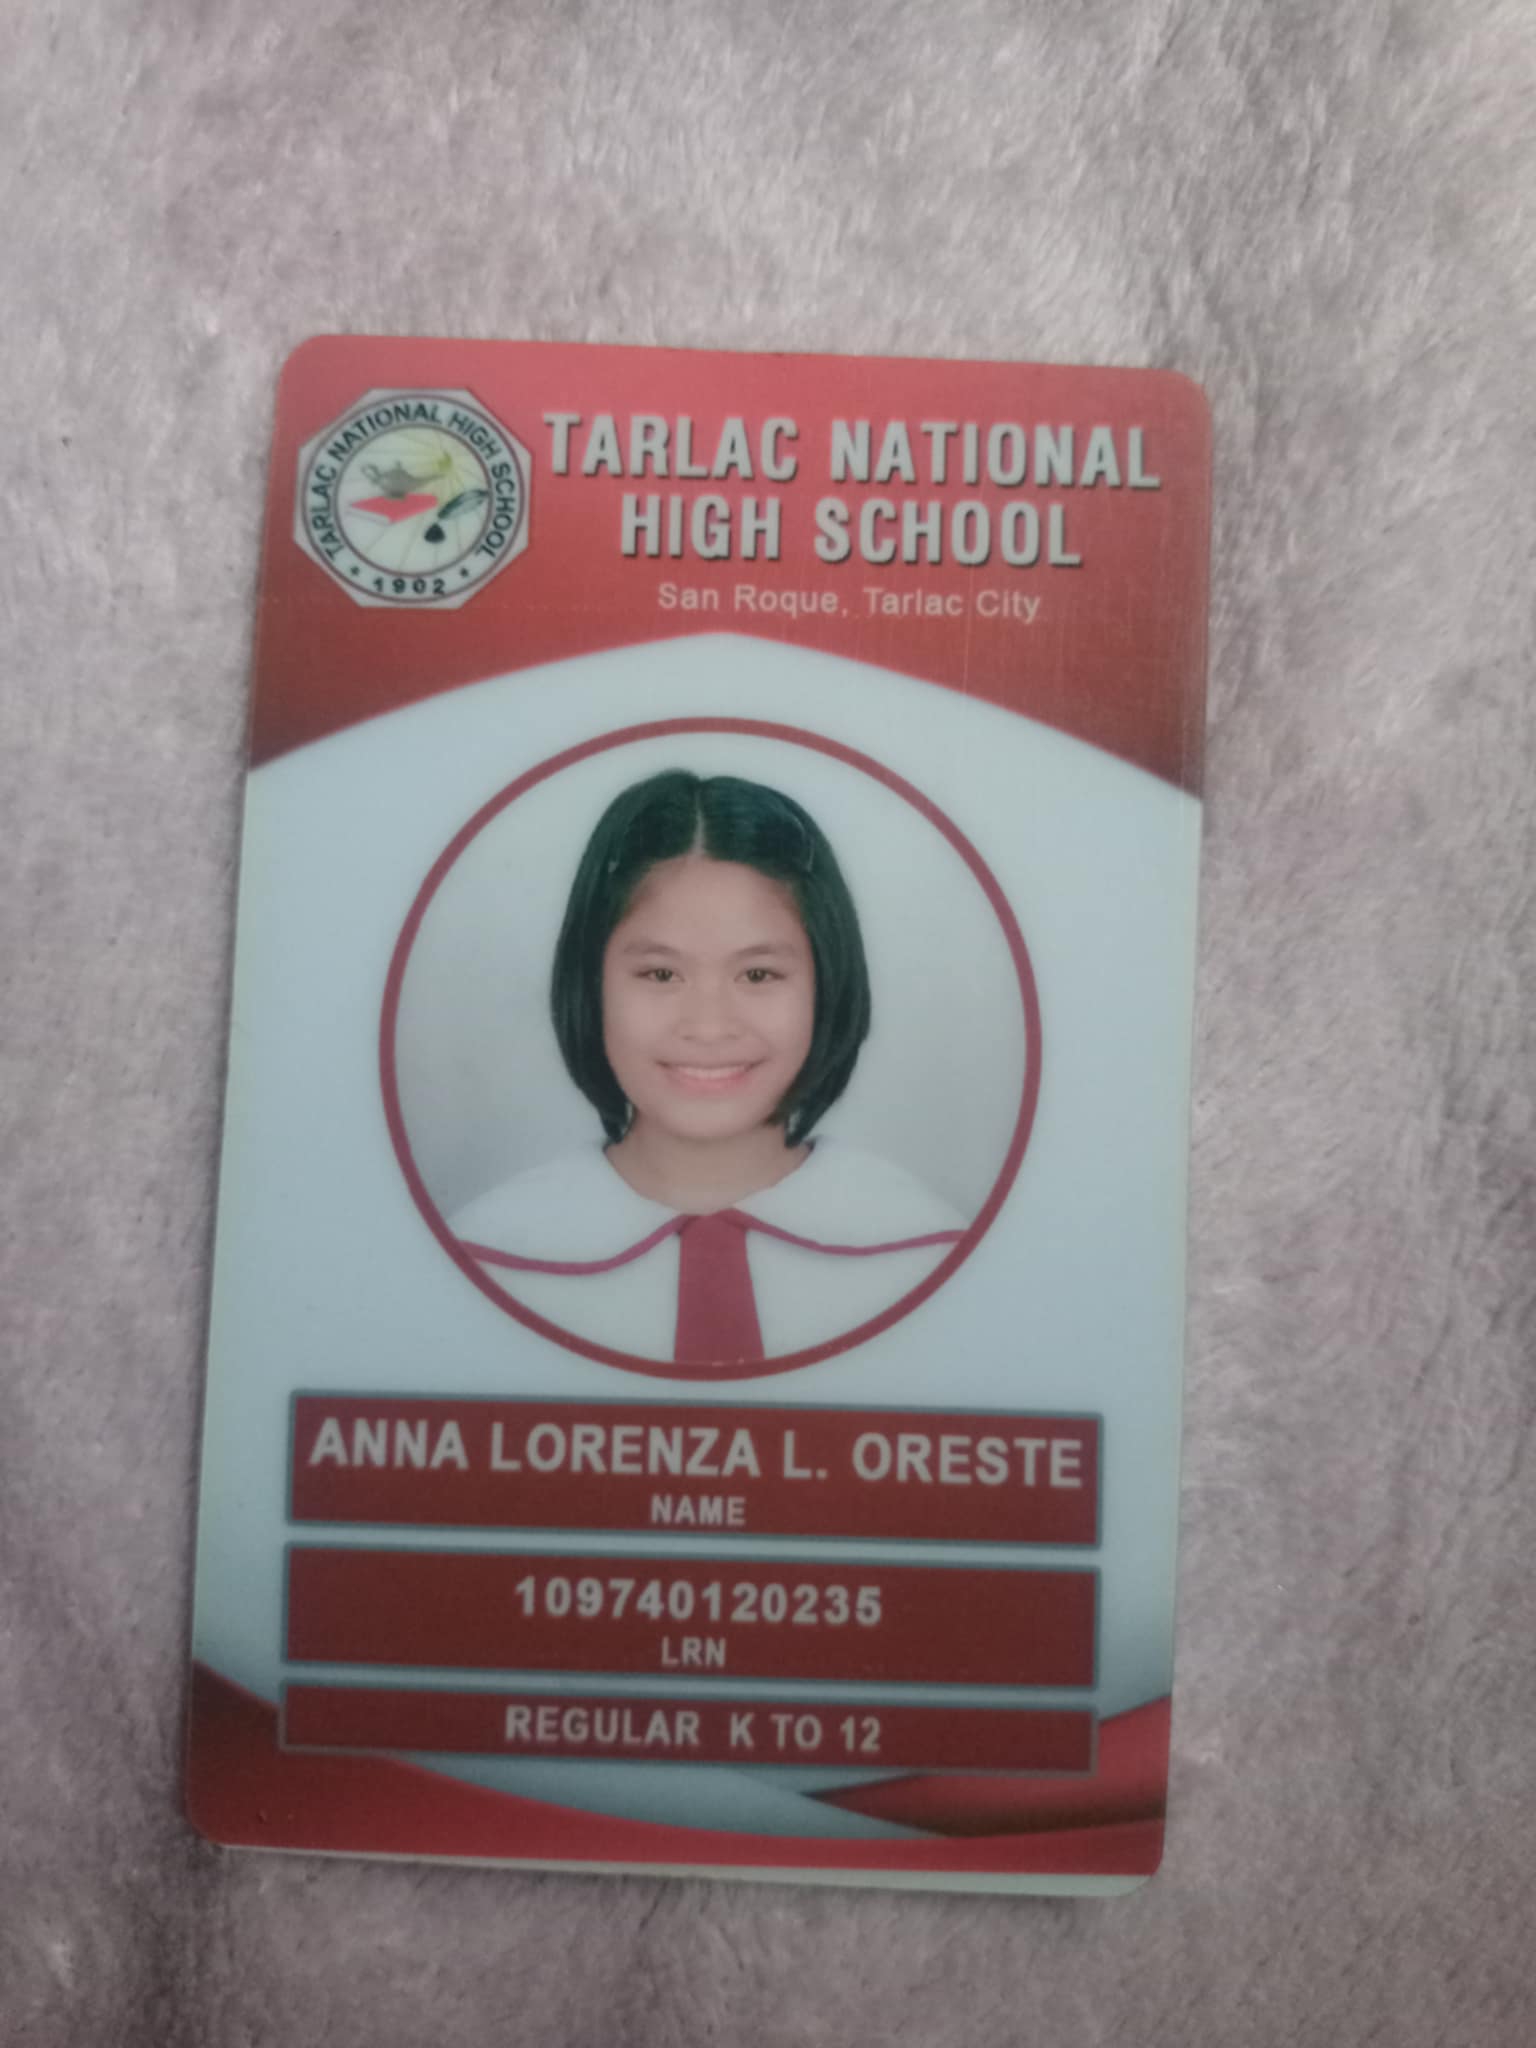 TARLAC NATIONAL HIGH SCHOOL
1902
TARLAC NATIONAL
HIGH SCHOOL
San Roque, Tarlac City
ANNA LORENZA L. ORESTE
NAME
109740120235
LRN
REGULAR K TO 12